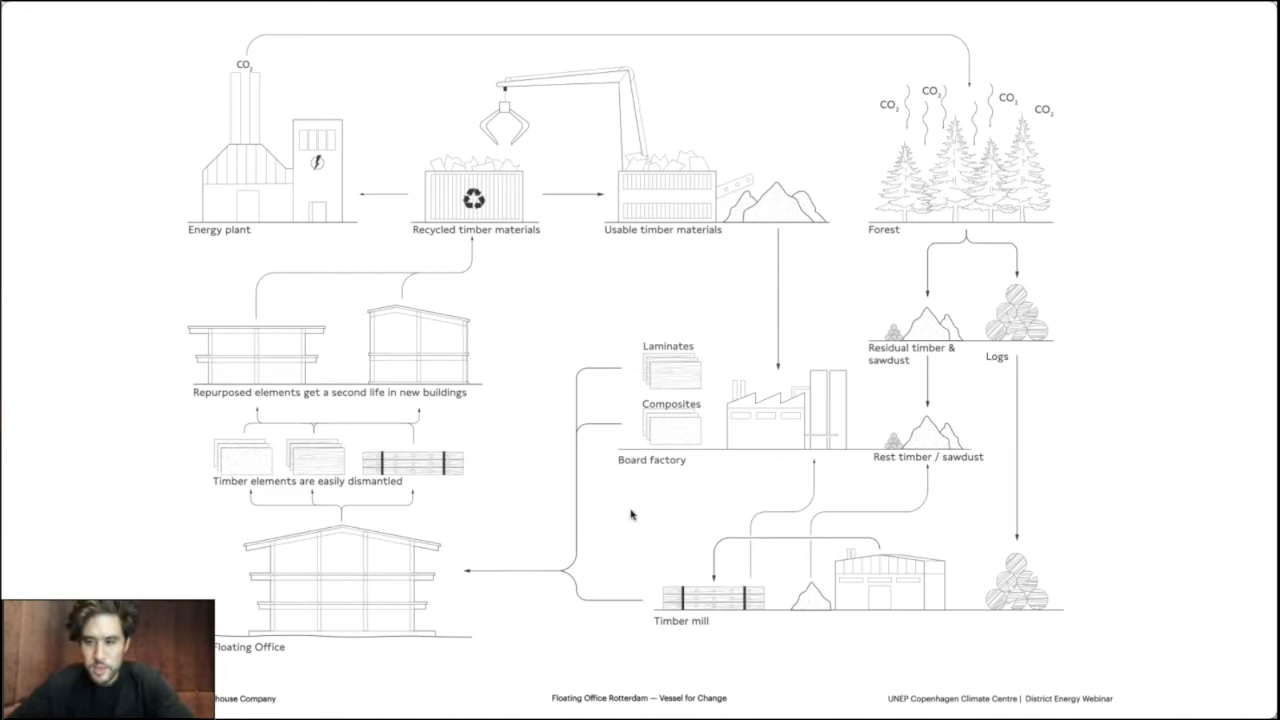 CO2
CO2
CO2
CO2
CO2
Energy plant
Recycled timber materials
Usable timber materials
Forest
Residual timber &
sawdust
Logs
Laminates
Composites
Repurposed elements get a second life in new buildings
Board factory
Rest timber / sawdust
Timber elements are easily dismantled
Timber mill
Floating Office
house Company
Floating Office Rotterdam — Vessel for Change
UNEP Copenhagen Climate Centre | District Energy Webinar